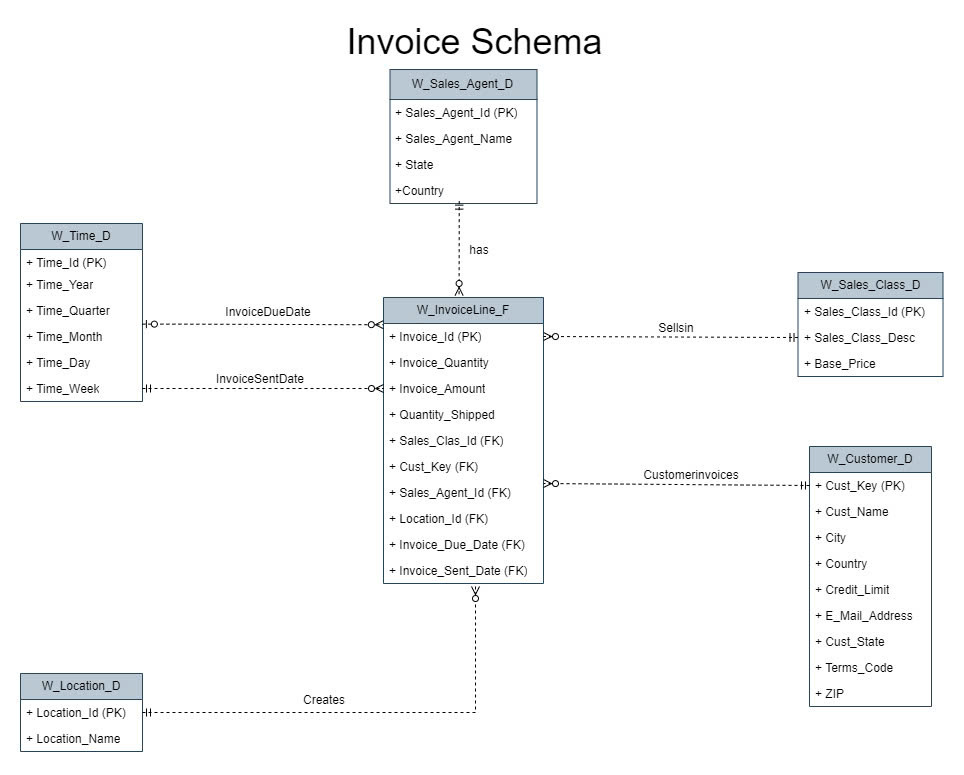 Invoice Schema
W_Sales_Agent_D
+ Sales_Agent_Id (PK)
+ Sales_Agent_Name
+ State
+Country
has
W_Time_D
+ Time_Id (PK)
+ Time_Year
+ Time_Quarter
+ Time_Month
+ Time_Day
+ Time_Week
InvoiceDueDate
InvoiceSentDate
W_InvoiceLine_F
+ Invoice_Id (PK)
+ Invoice_Quantity
+ Invoice_Amount
+ Quantity_Shipped
+ Sales_Clas_Id (FK)
+ Cust_Key (FK)
+ Sales_Agent_Id (FK)
+ Location_Id (FK)
+ Invoice_Due_Date (FK)
+ Invoice_Sent_Date (FK)
Sellsin
W_Sales_Class_D
+ Sales_Class_Id (PK)
+ Sales_Class_Desc
+ Base_Price
Customerinvoices
W_Customer_D
+ Cust_Key (PK)
+ Cust_Name
+ City
+ Country
+ Credit_Limit
+ E_Mail_Address
+ Cust_State
+ Terms_Code
+ ZIP
W_Location_D
+ Location_Id (PK)
+ Location_Name
Creates